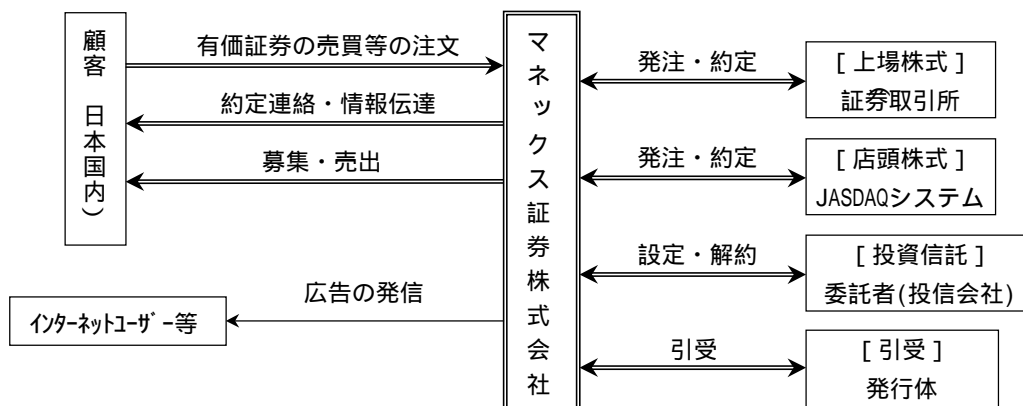 顧客 日本国内)
有価証券の売買等の注文
約定連絡・情報伝達
募集・売出
広告の発信
インターネットユーザー等
マネックス証券株式会社
発注・約定
[上場株式]
証券取引所
発注・約定
[店頭株式]
JASDAQシステム
設定・解約
[投資信託]
委託者(投信会社)
引受
[引受]
発行体